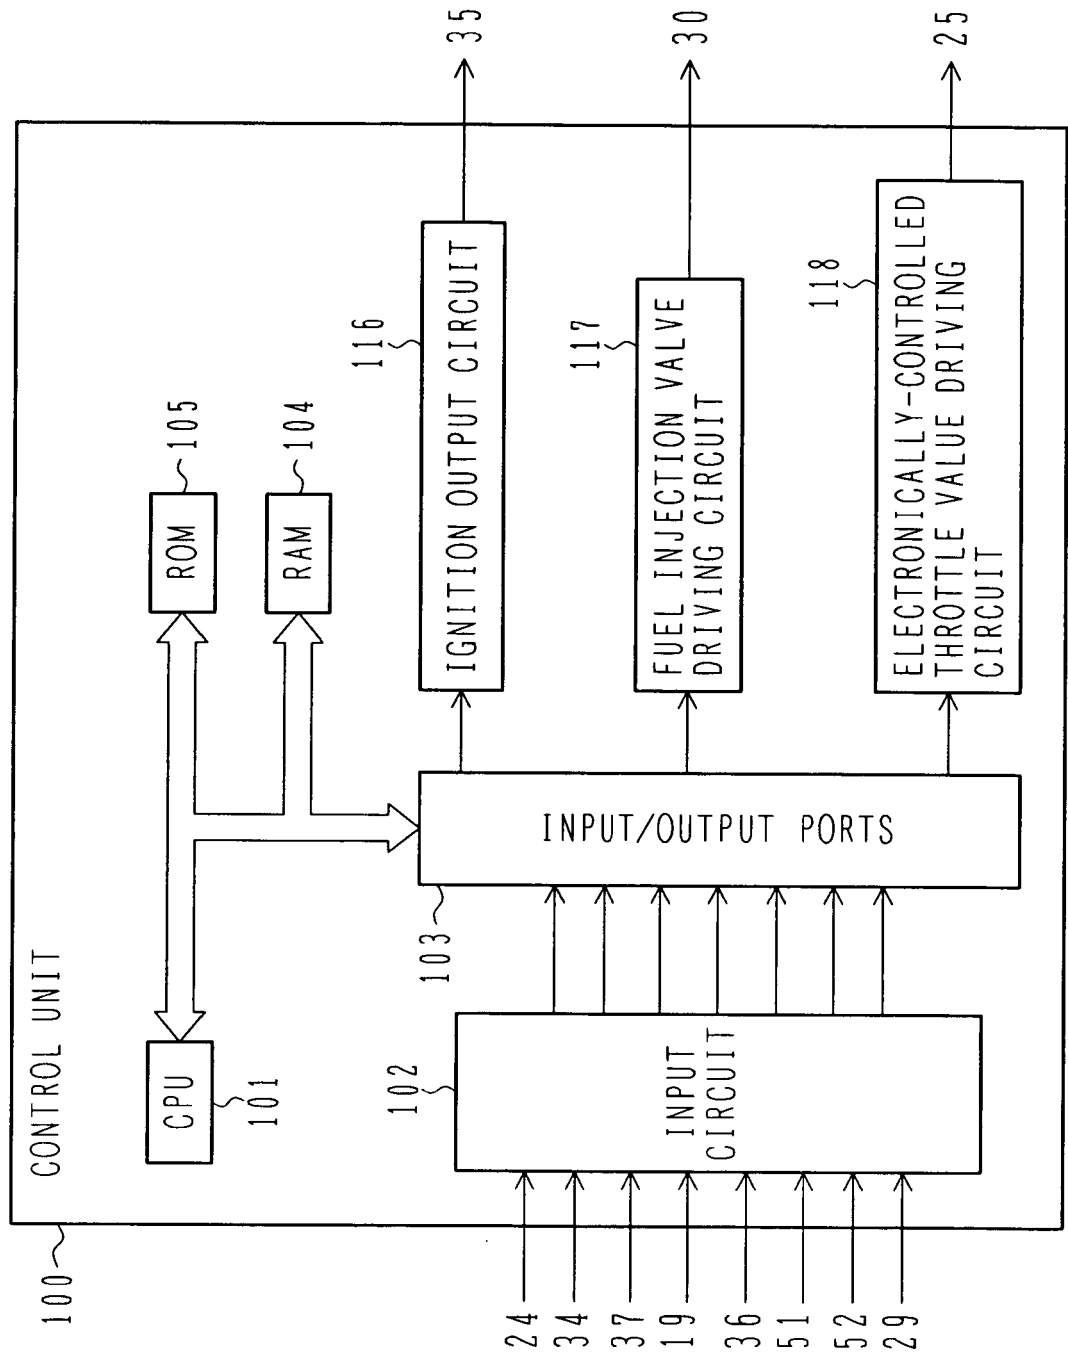 CONTROL UNIT
100
CPU
101
ROM
105
RAM
104
102
INPUT
CIRCUIT
24
34
37
19
36
51
52
29
103
INPUT/OUTPUT PORTS
116
IGNITION OUTPUT CIRCUIT
35
117
FUEL INJECTION VALVE
DRIVING CIRCUIT
30
118
ELECTRONICALLY-CONTROLLED
THROTTLE VALUE DRIVING
CIRCUIT
25